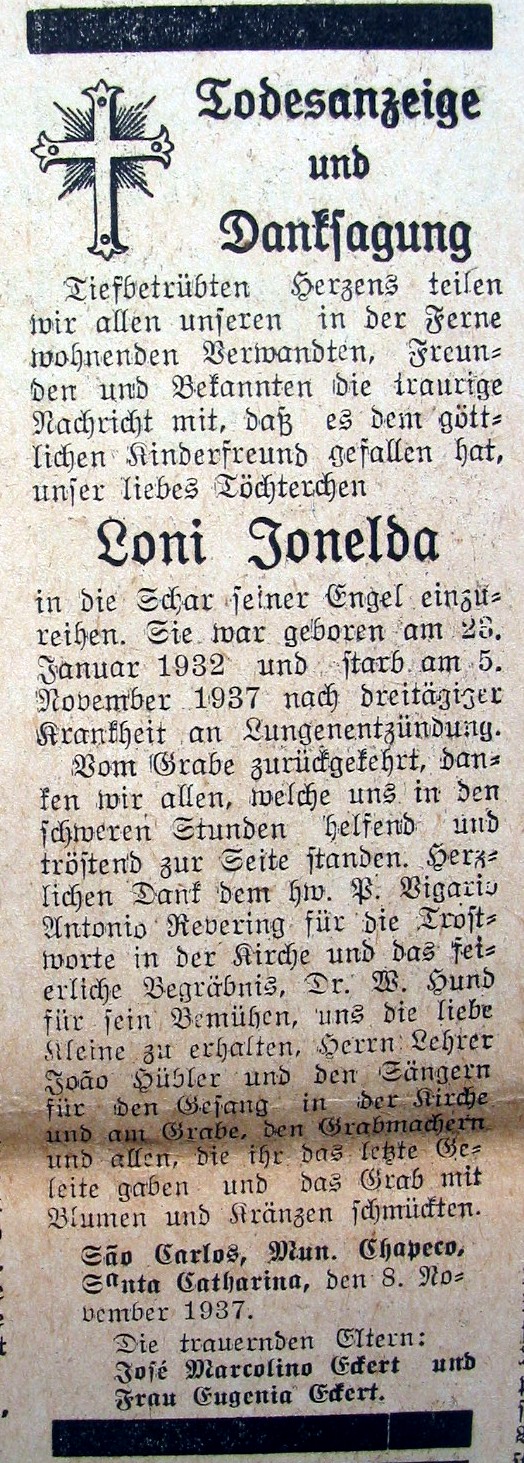 Todesanzeige
und
Danksagung
Tiefbetrübten Herzens teilen
wir allen unseren in der Ferne
wohnenden Verwandten, Freun-
den und Bekannten die traurige
Nachricht mit, daß es dem gött-
lichen Kinderfreund gefallen hat,
unser liebes Töchterchen
Loni Jonelda
in die Schar seiner Engel einzu-
reihen. Sie war geboren am 23.
Januar 1932 und starb am 5.
November 1937 nach dreitägiger
Krankheit an Lungenentzündung.
Vom Grabe zurückgekehrt, dan-
ken wir allen, welche uns in den
schweren Stunden helfend und
tröstend zur Seite standen. Herz-
lichen Dank dem hw. P. Vigario
Antonio Revering für die Trost-
worte in der Kirche und das fei-
erliche Begräbnis, Dr. W. Hund
für sein Bemühen, uns die liebe
Kleine zu erhalten, Herrn Lehrer
João Hübler und den Sängern
für den Gesang in der Kirche
und am Grabe, den Grabmachern
und allen, die ihr das letzte Ge-
leite gaben und das Grab mit
Blumen und Kränzen schmückten.
São Carlos, Mun. Chapeco,
Santa Catharina, den 8. No-
vember 1937.
Die trauernden Eltern:
José Marcolino Eckert und
Frau Eugenia Eckert.